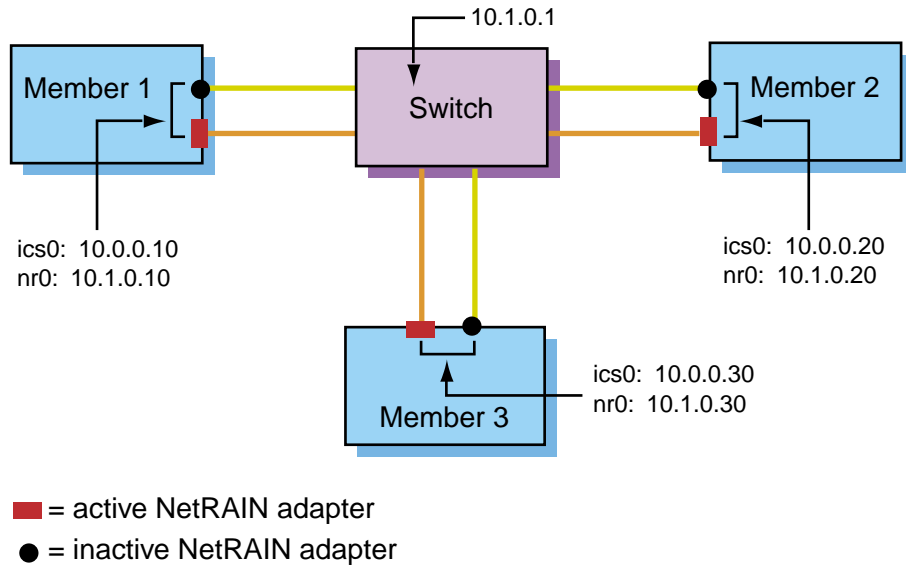 10.1.0.1
Member 1
Switch
Member 2
ics0: 10.0.0.10
nr0: 10.1.0.10
ics0: 10.0.0.20
nr0: 10.1.0.20
ics0: 10.0.0.30
nr0: 10.1.0.30
Member 3
= active NetRAIN adapter
= inactive NetRAIN adapter